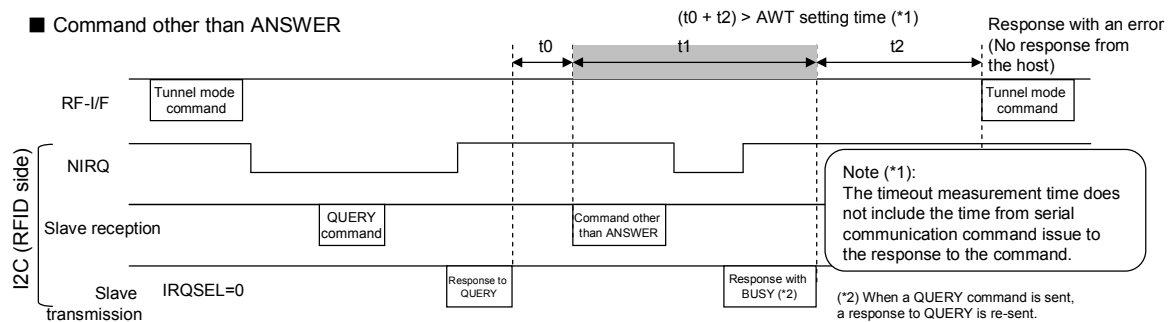 ■ Command other than ANSWER
(t0 + t2) > AWT setting time (*1)
Response with an error
(No response from
the host)
t0
t1
t2
RF-I/F
Tunnel mode
command
Tunnel mode
command
I2C (RFID side)
NIRQ
Note (*1):
The timeout measurement time does
not include the time from serial
communication command issue to
the response to the command.
Slave reception
QUERY
command
Command other
than ANSWER
Slave
transmission
IRQSEL=0
Response to
QUERY
Response with
BUSY (*2)
(*2) When a QUERY command is sent,
a response to QUERY is re-sent.